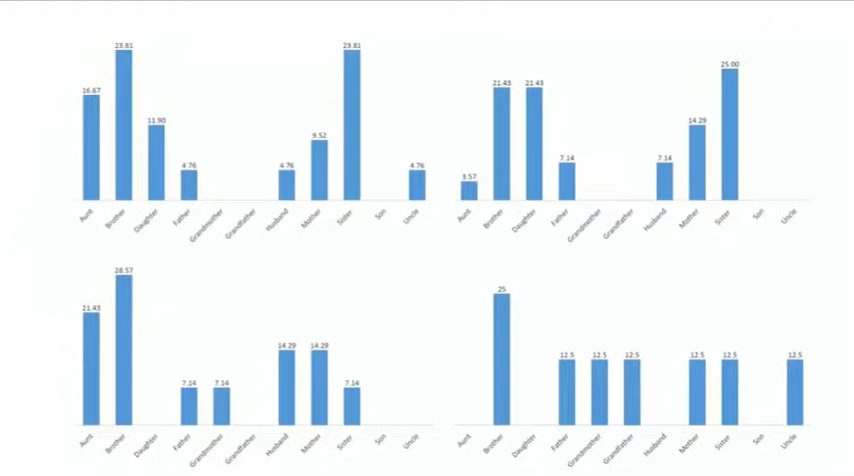 23.81 23.81
16.67
11.90
9.52
4.76 4.76 4.76
Aunt Brother Daughter Father Grandmother Grandfather Husband Mother Sister Son Uncle
25.00
21.43 21.43
14.29
7.14 7.14
3.57
Aunt Brother Daughter Father Grandmother Grandfather Husband Mother Sister Son Uncle
28.57
21.43
14.29 14.29
7.14 7.14 7.14
Aunt Brother Daughter Father Grandmother Grandfather Husband Mother Sister Son Uncle
25
12.5 12.5 12.5 12.5 12.5 12.5
Aunt Brother Daughter Father Grandmother Grandfather Husband Mother Sister Son Uncle